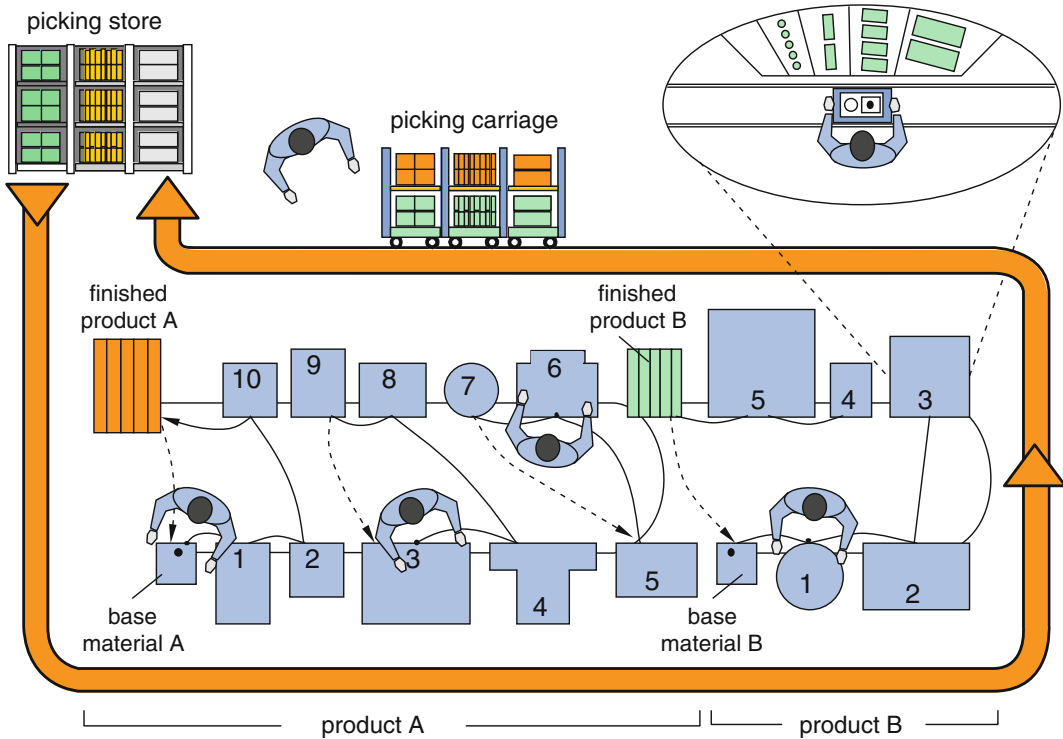 picking store
picking carriage
finished
product A
finished
product B
10
9
8
7
6
5
4
3
1
2
3
4
5
1
2
base
material A
base
material B
product A
product B